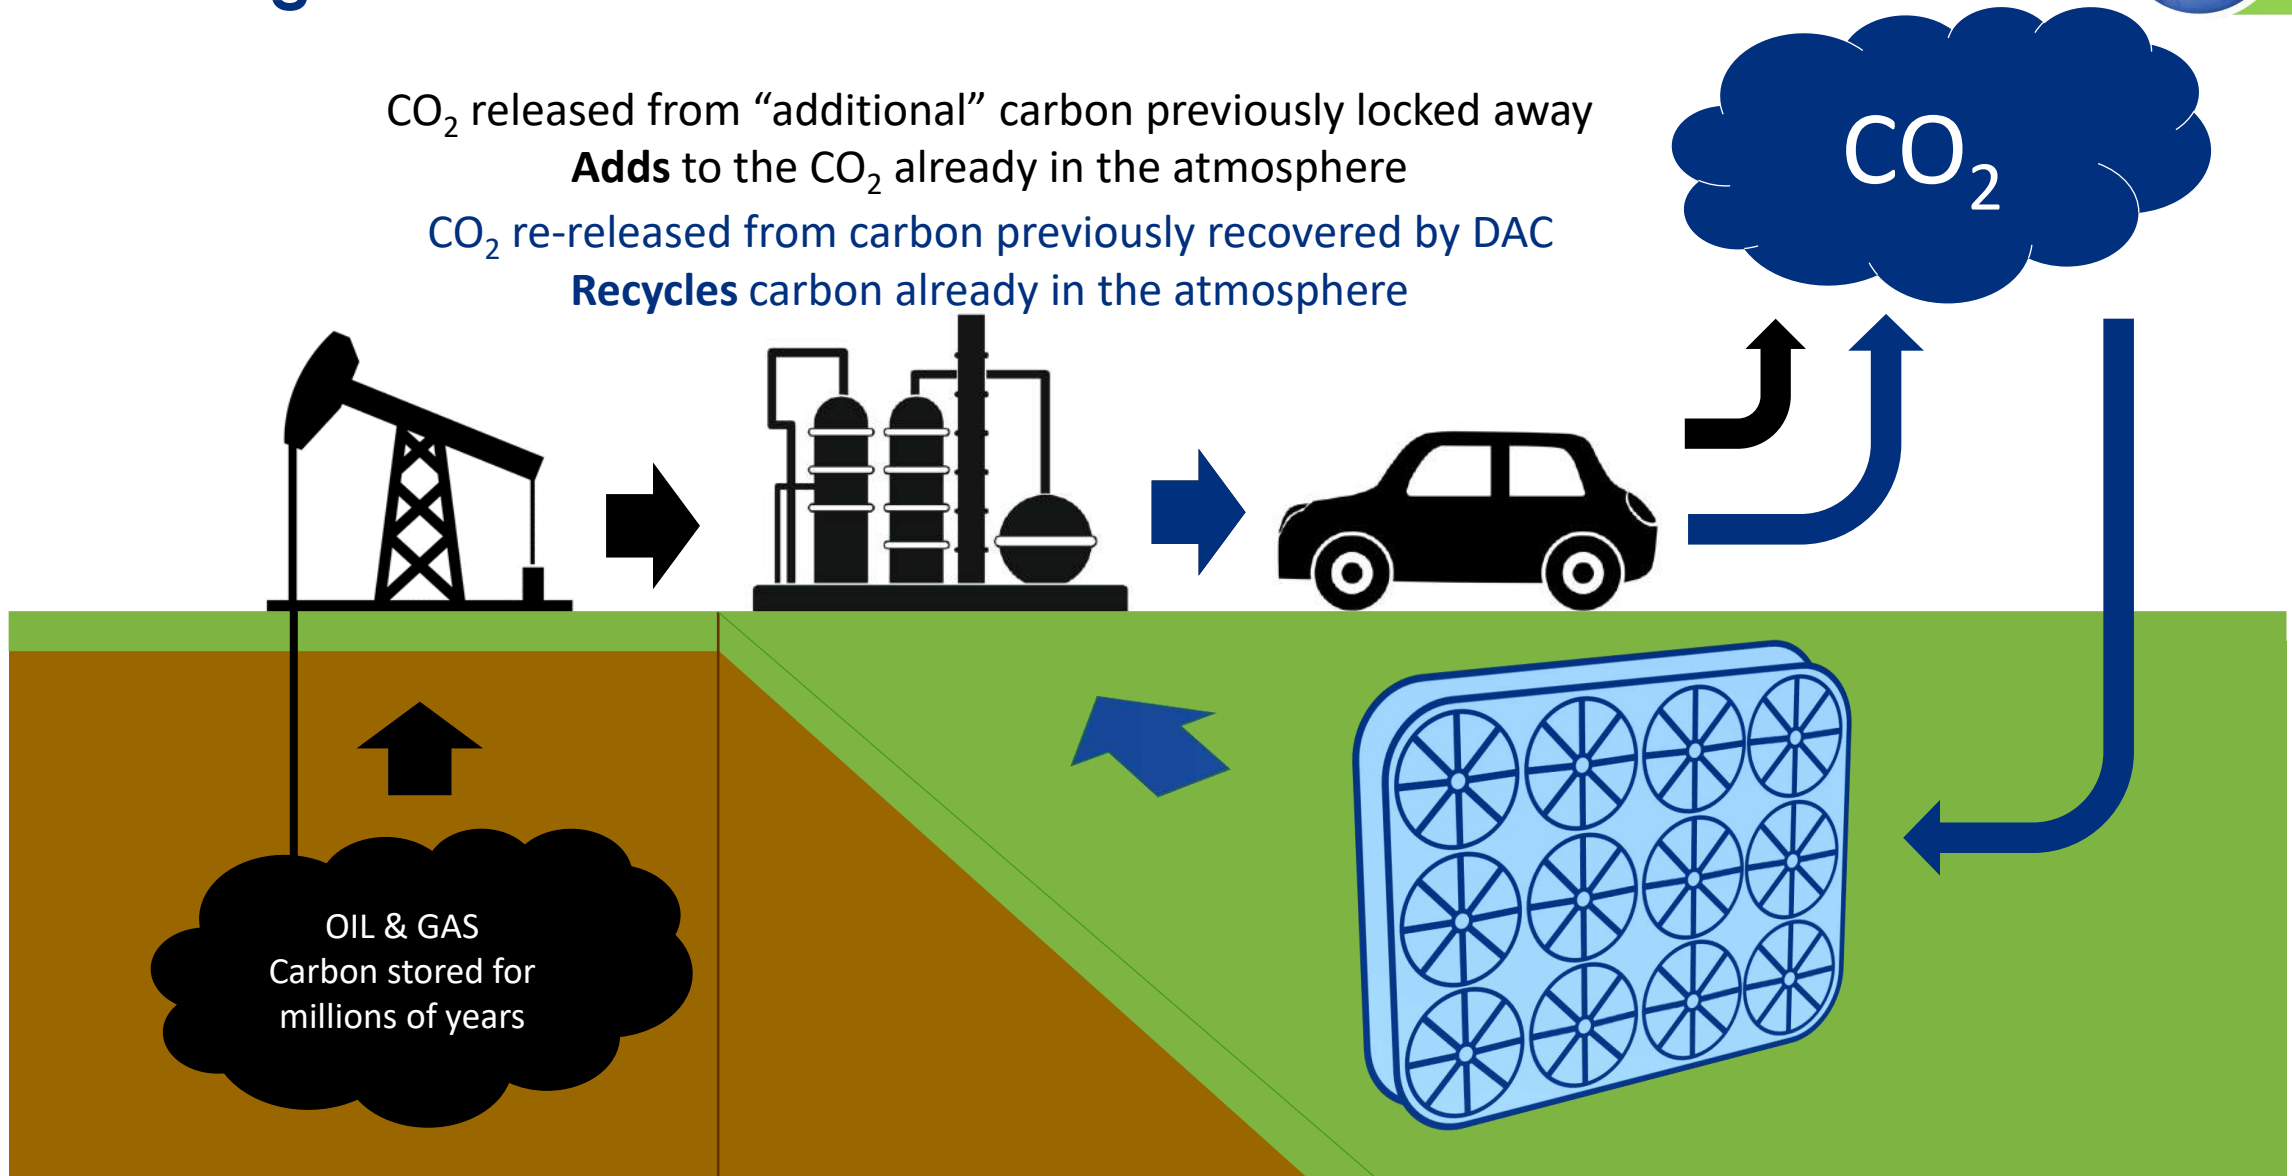 CO₂ released from “additional” carbon previously locked away
Adds to the CO₂ already in the atmosphere
CO₂ re-released from carbon previously recovered by DAC
Recycles carbon already in the atmosphere
CO₂
OIL & GAS
Carbon stored for
millions of years